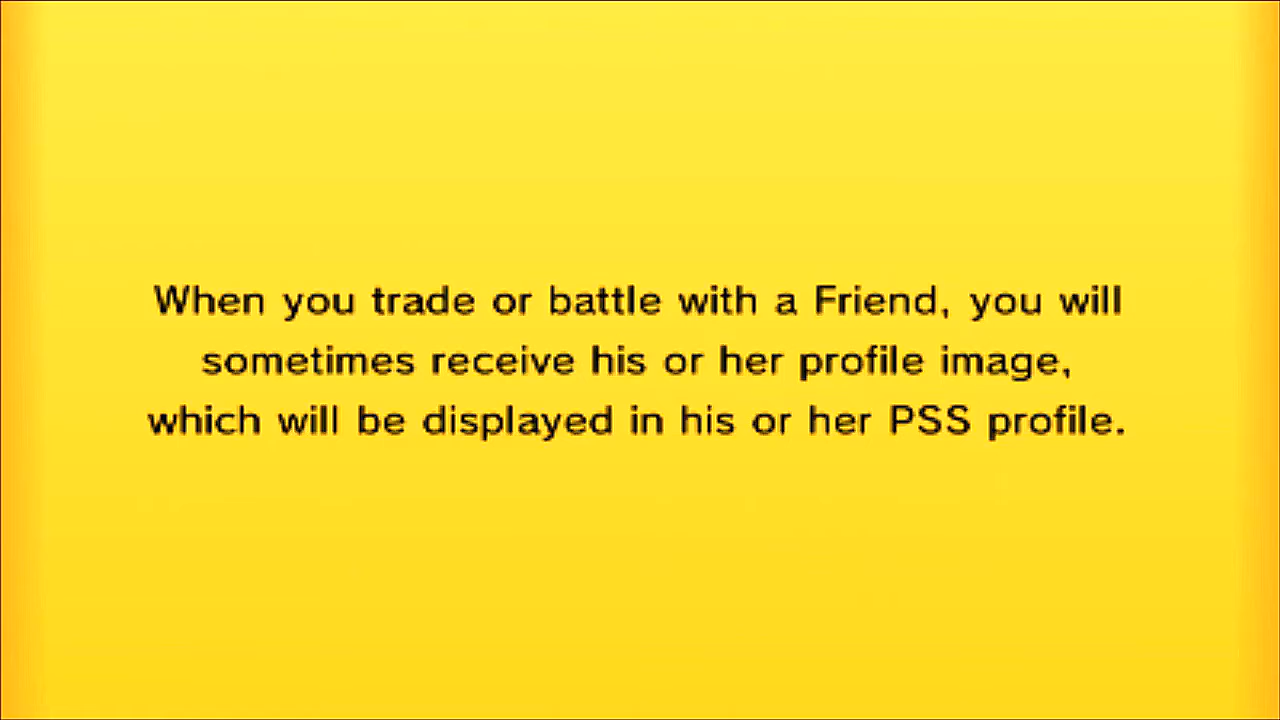 When you trade or battle with a Friend, you will
sometimes receive his or her profile image,
which will be displayed in his or her PSS profile.